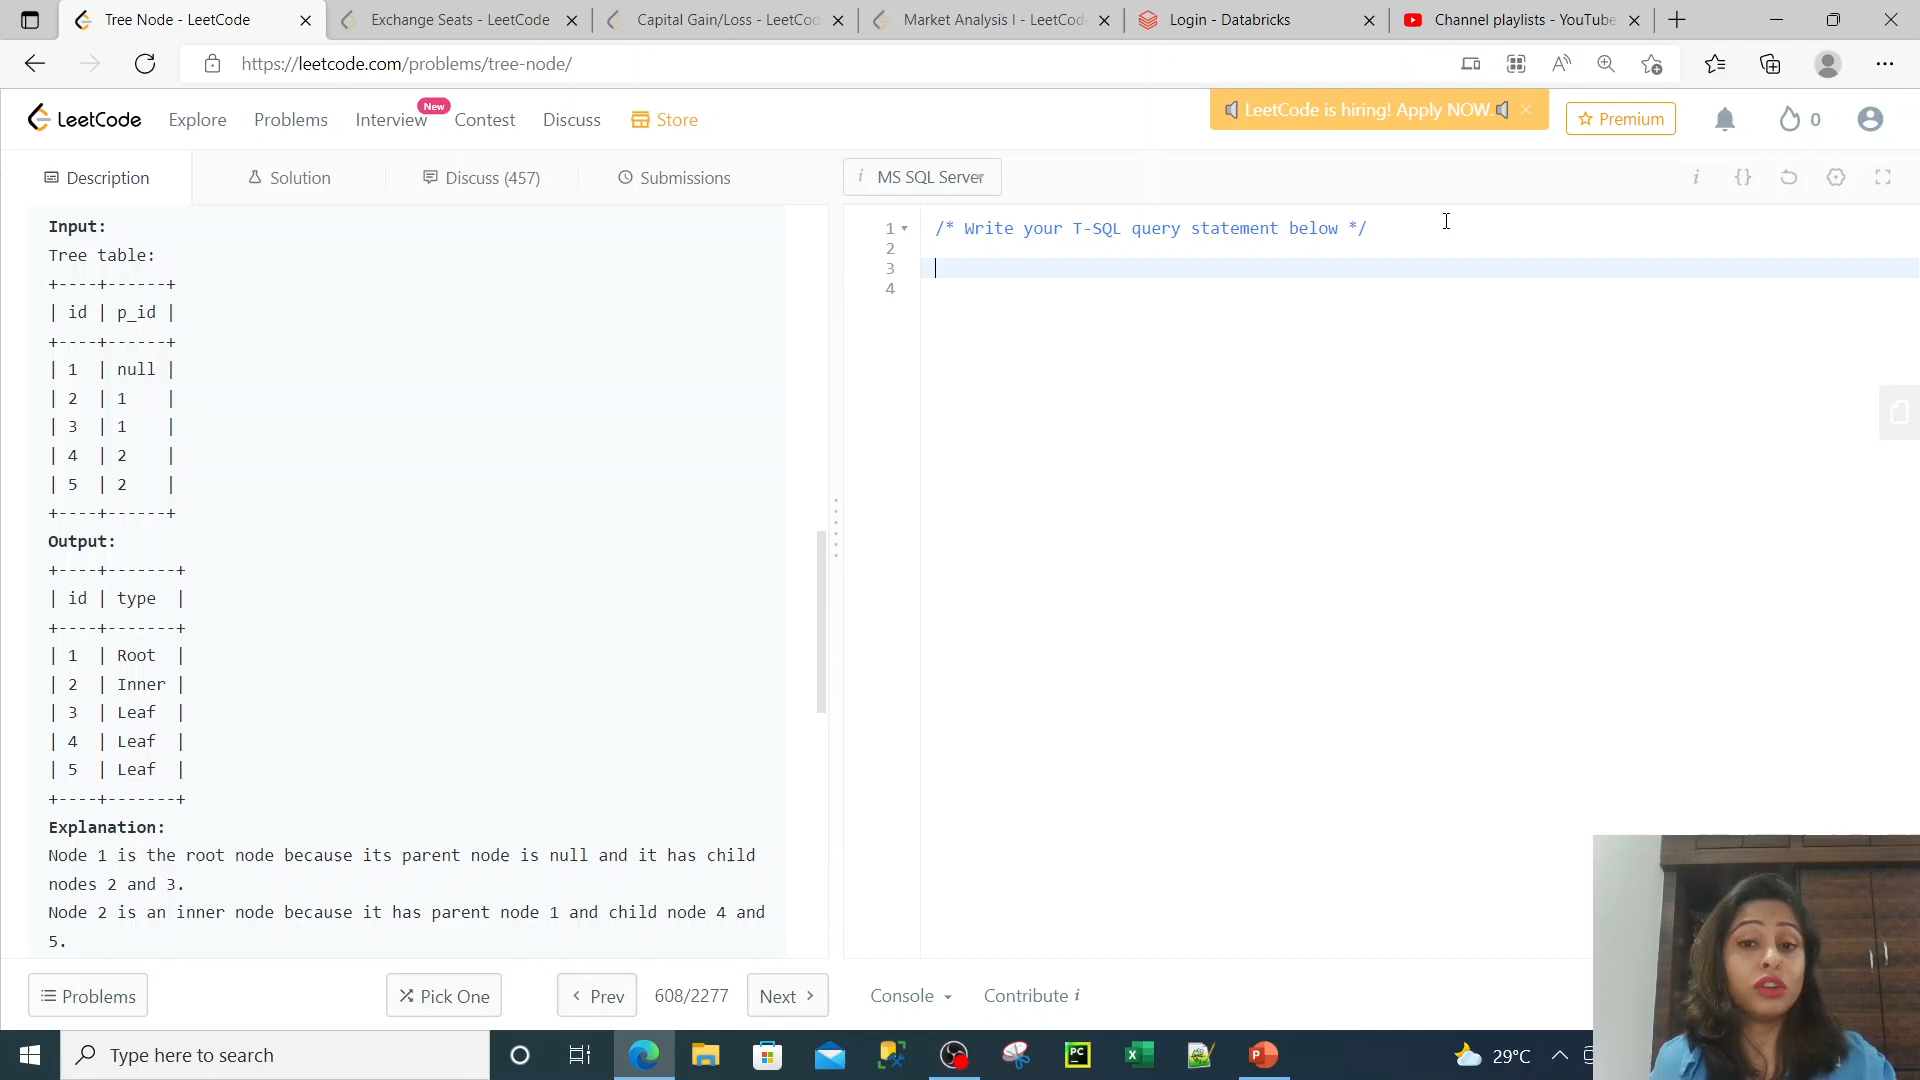 Tree Node - LeetCode
Exchange Seats - LeetCode
Capital Gain/Loss - LeetCo
Market Analysis I - LeetCod
Login - Databricks
Channel playlists - YouTube
https://leetcode.com/problems/tree-node/
LeetCode
Explore
Problems
Interview
New
Contest
Discuss
Store
LeetCode is hiring! Apply NOW.
Premium
0
Description
Solution
Discuss (457)
Submissions
i MS SQL Server
i
{}
Input:
Tree table:
+----+------+
| id | p_id |
+----+------+
| 1 | null |
| 2 | 1 |
| 3 | 1 |
| 4 | 2 |
| 5 | 2 |
+----+------+
Output:
+----+-------+
| id | type |
+----+-------+
| 1 | Root |
| 2 | Inner |
| 3 | Leaf |
| 4 | Leaf |
| 5 | Leaf |
+----+-------+
Explanation:
Node 1 is the root node because its parent node is null and it has child
nodes 2 and 3.
Node 2 is an inner node because it has parent node 1 and child node 4 and
5.
1 /* Write your T-SQL query statement below */
2
3
4
Problems
Pick One
Prev
608/2277
Next
Console
Contribute i
Type here to search
PC
29°C